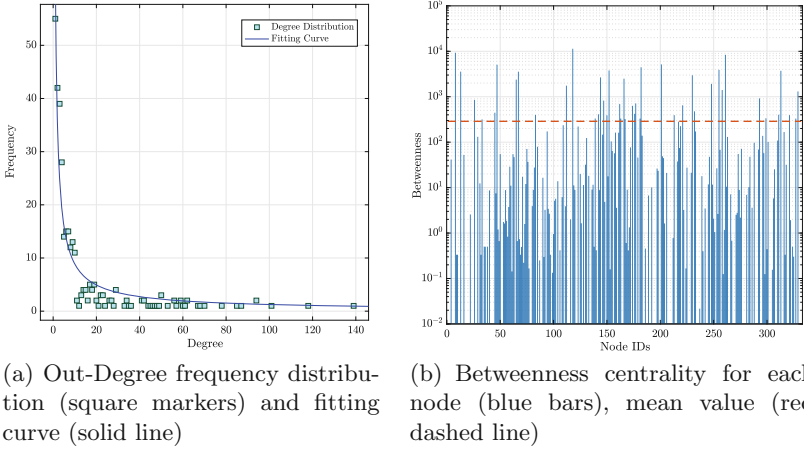 50
40
30
20
10
0
Frequency
0 20 40 60 80 100 120 140
Degree
Degree Distribution
Fitting Curve
10^5
10^4
10^3
10^2
10^1
10^0
10^-1
10^-2
Betweenness
0 50 100 150 200 250 300
Node IDs
(a) Out-Degree frequency distribu-
tion (square markers) and fitting
curve (solid line)
(b) Betweenness centrality for each
node (blue bars), mean value (red
dashed line)